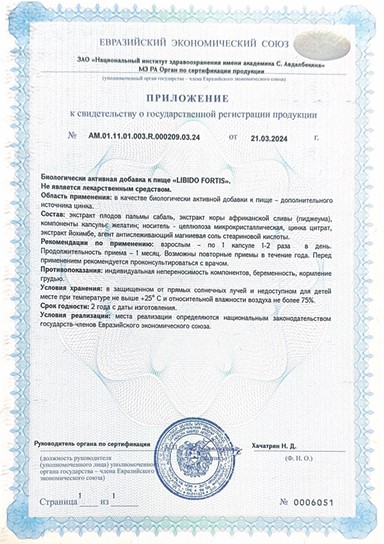 ЕВРАЗИЙСКИЙ ЭКОНОМИЧЕСКИЙ СОЮЗ
ЗАО «Национальный институт здравоохранения имени академика С. Авдалбекяна»
МЗ РА Орган по сертификации продукции
(уполномоченный орган государства – члена Евразийского экономического союза)
ПРИЛОЖЕНИЕ
к свидетельству о государственной регистрации продукции
№ AM.01.11.01.003.R.000209.03.24 от 21.03.2024 г.
Биологически активная добавка к пище «LIBIDO FORTIS».
Не является лекарственным средством.
Область применения: в качестве биологически активной добавки к пище – дополнительного
источника цинка.
Состав: экстракт плодов пальмы сабаль, экстракт коры африканской сливы (пиджеума),
компоненты капсулы: желатин; носитель - целлюлоза микрокристаллическая, цинка цитрат,
экстракт йохимбе, агент антислеживающий магниевая соль стеариновой кислоты.
Рекомендации по применению: взрослым – по 1 капсуле 1-2 раза в день.
Продолжительность приема – 1 месяц. Возможны повторные приемы в течение года. Перед
применением рекомендуется проконсультироваться с врачом.
Противопоказания: индивидуальная непереносимость компонентов, беременность, кормление
грудью.
Условия хранения: в защищенном от прямых солнечных лучей и недоступном для детей
месте при температуре не выше +25° С и относительной влажности воздуха не более 75%.
Срок годности: 2 года с даты изготовления.
Условия реализации: места реализации определяются национальным законодательством
государств-членов Евразийского экономического союза.
Руководитель органа по сертификации Хачатрян Н. Д.
(должность руководителя (Ф. И. О.)
(уполномоченного лица) уполномоченного
органа государства – члена Евразийского
экономического союза)
Страница 1 из 1 № 0006051